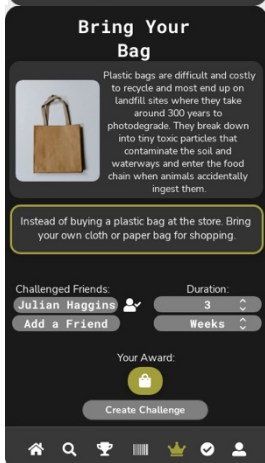 Bring Your
Bag
Plastic bags are difficult and costly
to recycle and most end up on
landfill sites where they take
around 300 years to
photodegrade. They break down
into tiny toxic particles that
contaminate the soil and
waterways and enter the food
chain when animals accidentally
ingest them.
Instead of buying a plastic bag at the store. Bring
your own cloth or paper bag for shopping.
Challenged Friends:
Duration:
Julian Haggins
3
Add a Friend
Weeks
Your Award:
Create Challenge